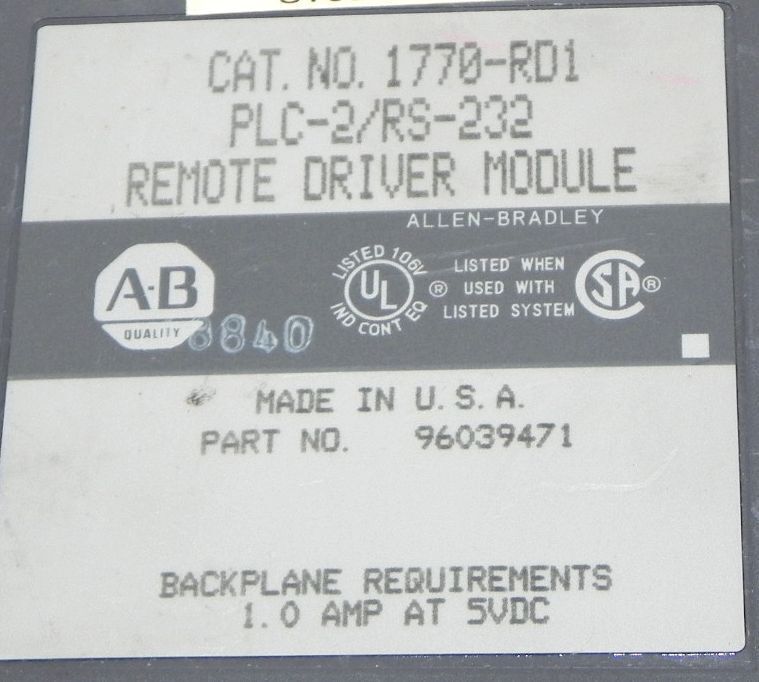 CAT. NO. 1770-RD1
PLC-2/RS-232
REMOTE DRIVER MODULE
ALLEN-BRADLEY
A-B
QUALITY
8840
LISTED 106V
UL ®
IND CONT EQ
LISTED WHEN
USED WITH
LISTED SYSTEM
SA ®
MADE IN U.S.A.
PART NO. 96039471
BACKPLANE REQUIREMENTS
1.0 AMP AT 5VDC